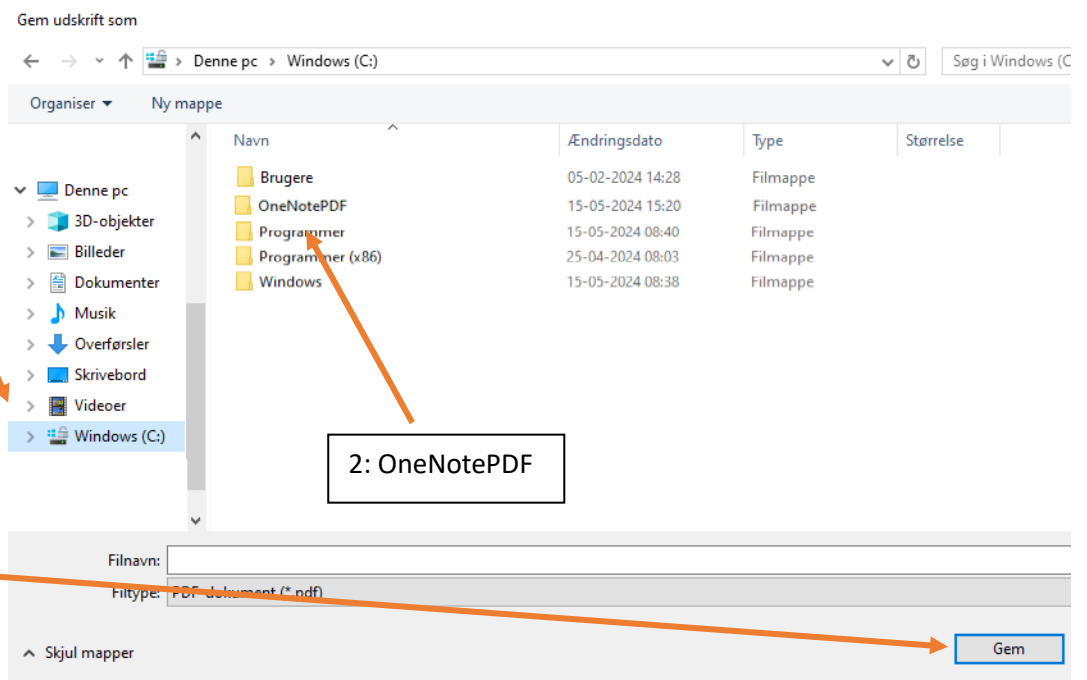 Gem udskrift som
Denne pc > Windows (C:)
Søg i Windows (C
Organiser Ny mappe
Navn Ændringsdato Type Størrelse
Denne pc
3D-objekter
Billeder
Dokumenter
Musik
Overførsler
Skrivebord
Videoer
Windows (C:)
Brugere 05-02-2024 14:28 Filmappe
OneNotePDF 15-05-2024 15:20 Filmappe
Programmer 15-05-2024 08:40 Filmappe
Programmer (x86) 25-04-2024 08:03 Filmappe
Windows 15-05-2024 08:38 Filmappe
2: OneNotePDF
Filnavn:
Filtype: PDF-dokument (*.pdf)
Skjul mapper
Gem